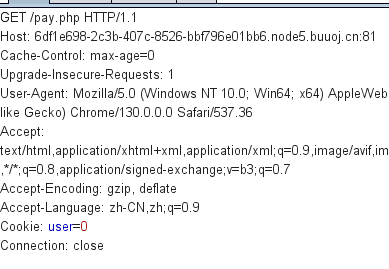 GET /pay.php HTTP/1.1
Host: 6df1e698-2c3b-407c-8526-bbf796e01bb6.node5.buuoj.cn:81
Cache-Control: max-age=0
Upgrade-Insecure-Requests: 1
User-Agent: Mozilla/5.0 (Windows NT 10.0; Win64; x64) AppleWeb
like Gecko) Chrome/130.0.0.0 Safari/537.36
Accept:
text/html,application/xhtml+xml,application/xml;q=0.9,image/avif,im
,*/*;q=0.8,application/signed-exchange;v=b3;q=0.7
Accept-Encoding: gzip, deflate
Accept-Language: zh-CN,zh;q=0.9
Cookie: user=0
Connection: close